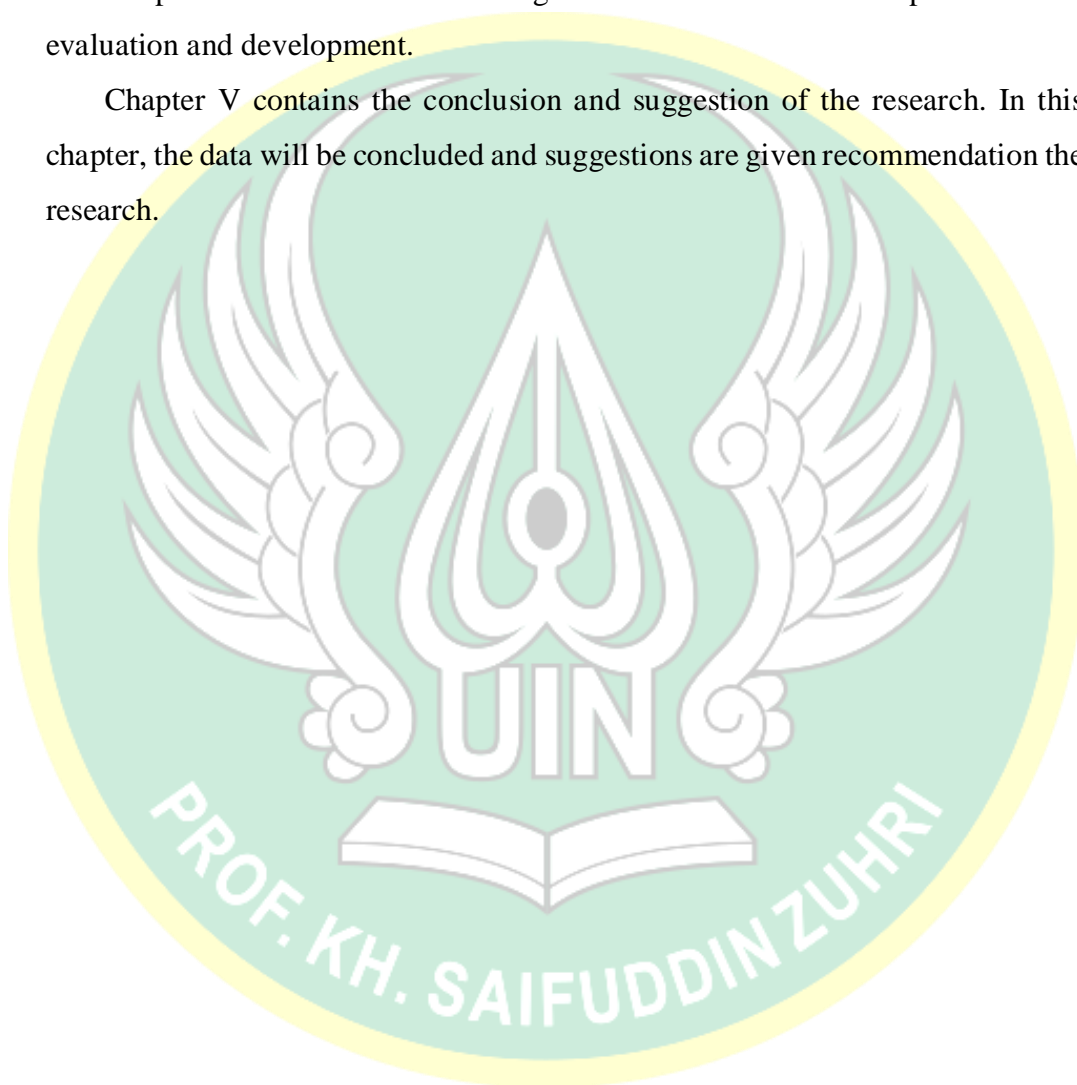 evaluation and development.
Chapter V contains the conclusion and suggestion of the research. In this
chapter, the data will be concluded and suggestions are given recommendation the
research.
UIN
PROF. KH. SAIFUDDIN ZUHRI